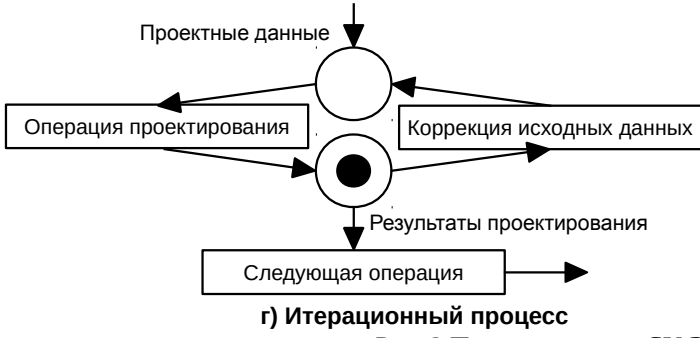 Проектные данные
Операция проектирования
Коррекция исходных данных
Результаты проектирования
Следующая операция
г) Итерационный процесс